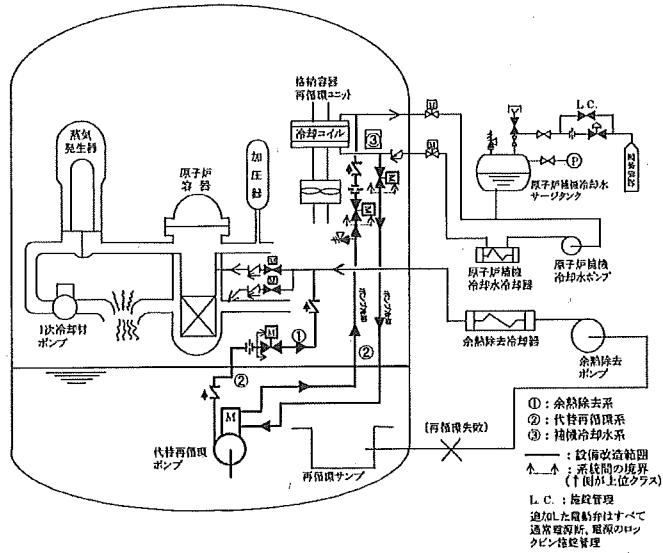 格納容器
再循環ユニット
冷却コイル
蒸気
発生器
原子炉
容器
加圧器
1次冷却材
ポンプ
③
M
M
M
M
L.C.
P
原子炉補機冷却水
サージタンク
原子炉補機
冷却水冷却器
原子炉補機
冷却水ポンプ
M
M
M
①
②
②
余熱除去冷却器
余熱除去
ポンプ
M
代替再循環
ポンプ
再循環サンプ
(再循環失敗)
①:余熱除去系
②:代替再循環系
③:補機冷却水系
:設備改造範囲
:系統間の境界
(↑側が上位クラス)
L.C.:施錠管理
追加した電動弁はすべて
通常電源断、電源のロッ
クピン施錠管理